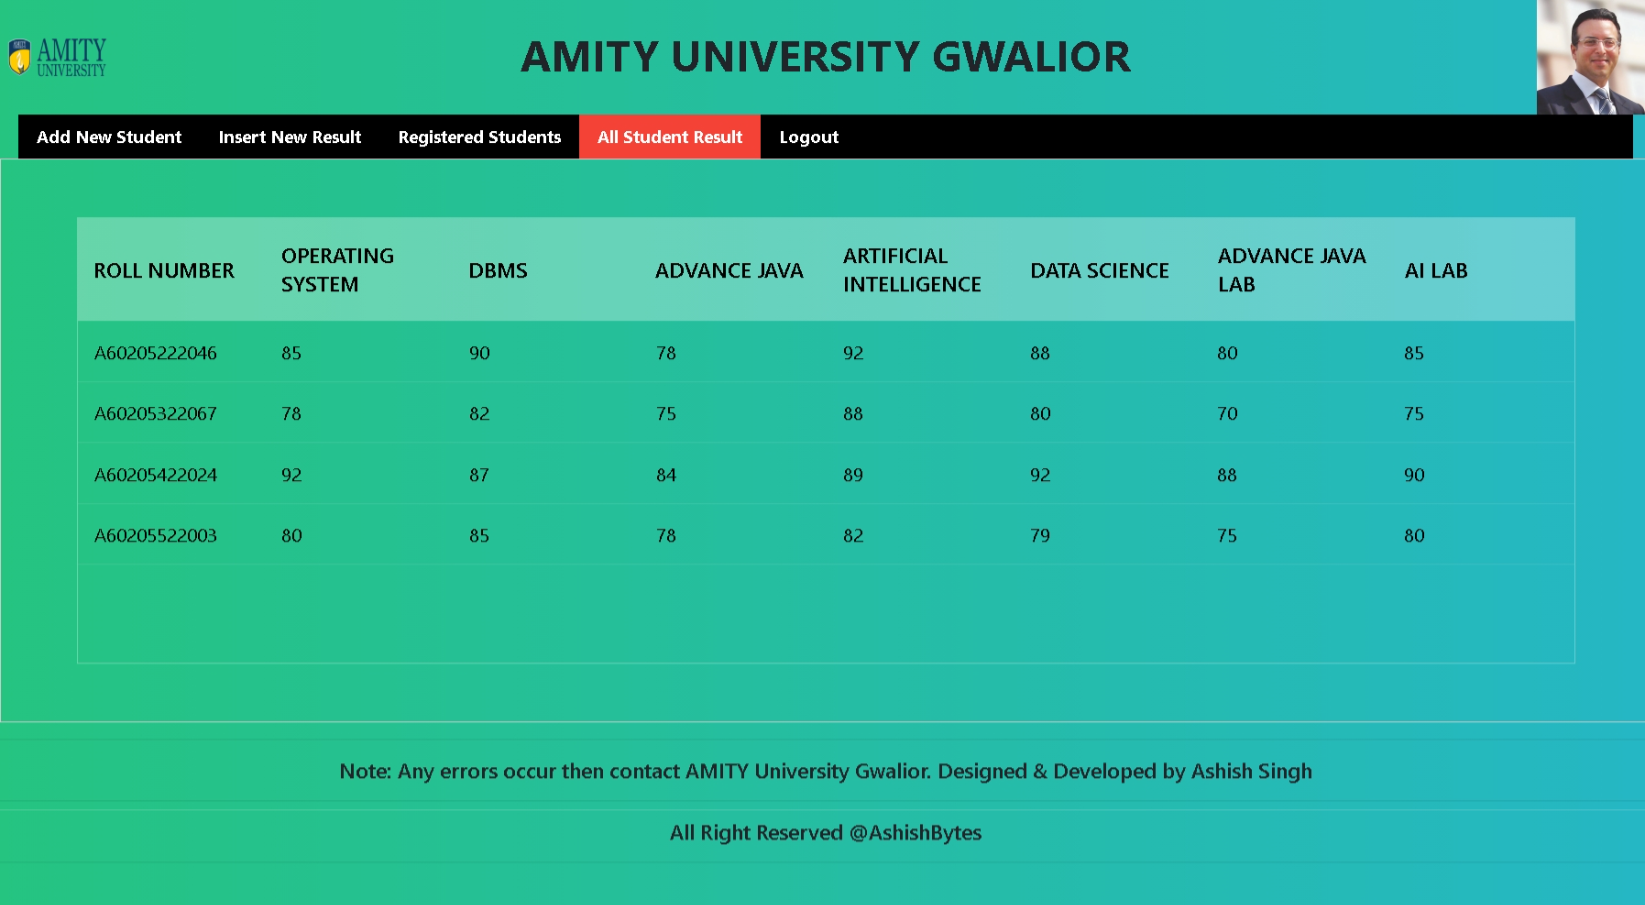 AMITY
UNIVERSITY
AMITY UNIVERSITY GWALIOR
Add New Student Insert New Result Registered Students All Student Result Logout
ROLL NUMBER OPERATING SYSTEM DBMS ADVANCE JAVA ARTIFICIAL INTELLIGENCE DATA SCIENCE ADVANCE JAVA LAB AI LAB
A60205222046 85 90 78 92 88 80 85
A60205322067 78 82 75 88 80 70 75
A60205422024 92 87 84 89 92 88 90
A60205522003 80 85 78 82 79 75 80
Note: Any errors occur then contact AMITY University Gwalior. Designed & Developed by Ashish Singh
All Right Reserved @AshishBytes